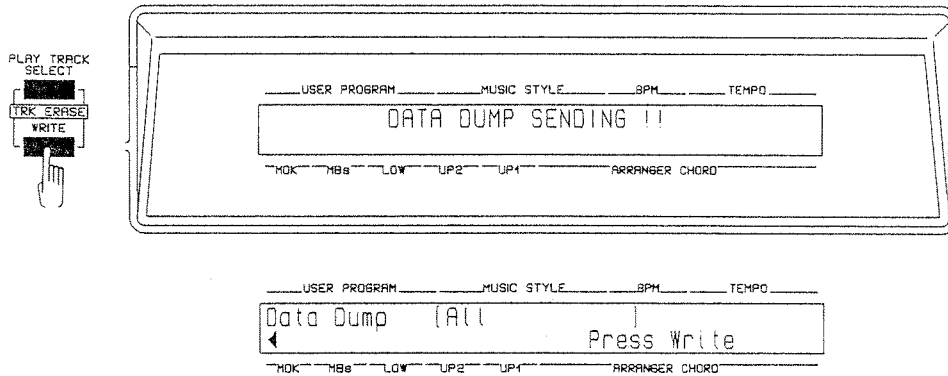 PLAY TRACK
SELECT
TRK ERASE
WRITE
USER PROGRAM MUSIC STYLE BPM TEMPO
DATA DUMP SENDING !!
MDK MBs LOW UP2 UP1 ARRANGER CHORD
USER PROGRAM MUSIC STYLE BPM TEMPO
Data Dump [All ]
◄ Press Write
MDK MBs LOW UP2 UP1 ARRANGER CHORD